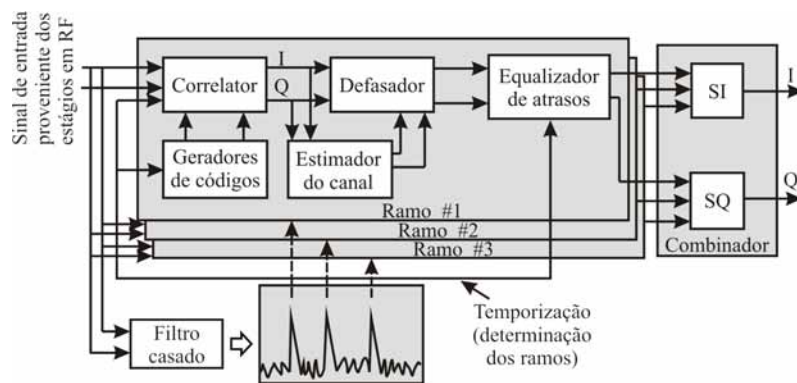 Sinal de entrada
proveniente dos
estágios em RF
Correlator
I
Q
Defasador
Equalizador
de atrasos
Geradores
de códigos
Estimador
do canal
Ramo #1
Ramo #2
Ramo #3
SI
I
SQ
Q
Combinador
Filtro
casado
Temporização
(determinação
dos ramos)